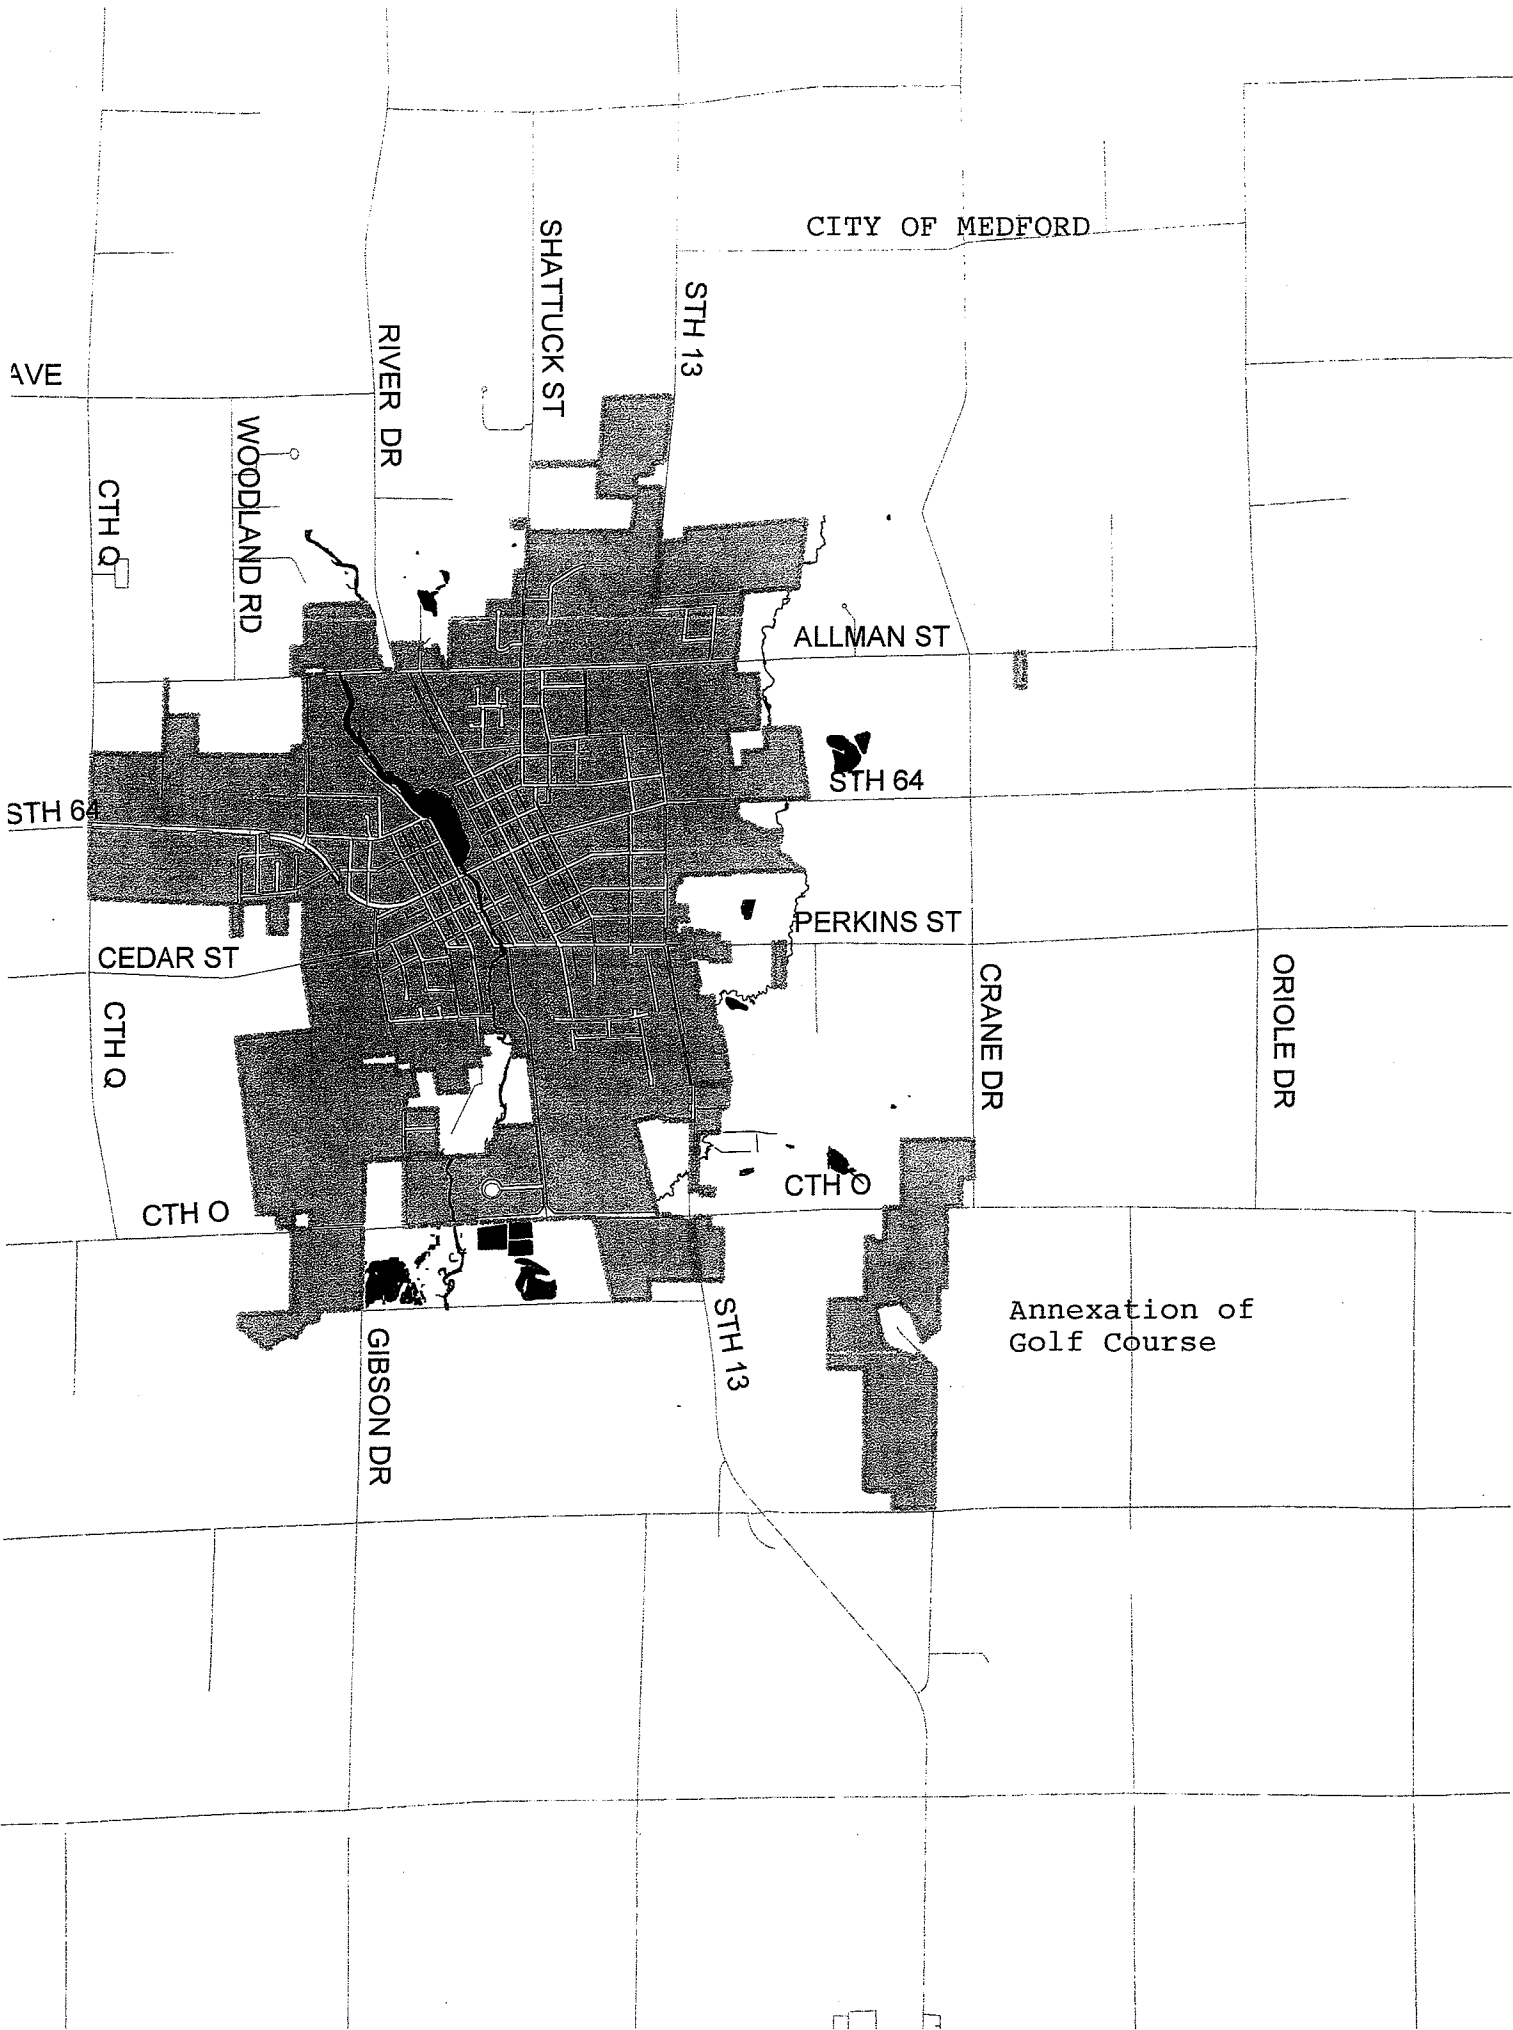 CITY OF MEDFORD
SHATTUCK ST
STH 13
RIVER DR
AVE
WOODLAND RD
CTH Q
ALLMAN ST
STH 64
STH 64
PERKINS ST
CEDAR ST
CRANE DR
ORIOLE DR
CTH Q
CTH O
CTH O
Annexation of
Golf Course
STH 13
GIBSON DR